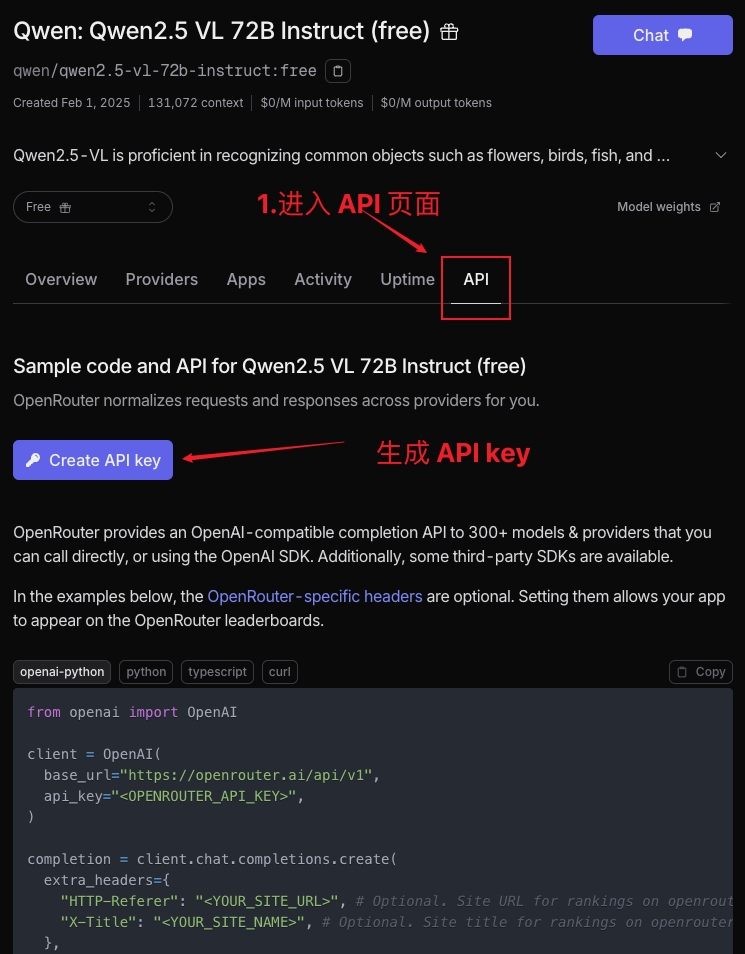 Qwen: Qwen2.5 VL 72B Instruct (free)
Chat
qwen/qwen2.5-vl-72b-instruct:free
Created Feb 1, 2025
131,072 context
$0/M input tokens
$0/M output tokens
Qwen2.5-VL is proficient in recognizing common objects such as flowers, birds, fish, and ...
Free
1.进入 API 页面
Model weights
Overview
Providers
Apps
Activity
Uptime
API
Sample code and API for Qwen2.5 VL 72B Instruct (free)
OpenRouter normalizes requests and responses across providers for you.
Create API key
生成 API key
OpenRouter provides an OpenAI-compatible completion API to 300+ models & providers that you
can call directly, or using the OpenAI SDK. Additionally, some third-party SDKs are available.
In the examples below, the OpenRouter-specific headers are optional. Setting them allows your app
to appear on the OpenRouter leaderboards.
openai-python
python
typescript
curl
Copy
from openai import OpenAI
client = OpenAI(
base_url="https://openrouter.ai/api/v1",
api_key="<OPENROUTER_API_KEY>",
)
completion = client.chat.completions.create(
extra_headers={
"HTTP-Referer": "<YOUR_SITE_URL>", # Optional. Site URL for rankings on openrout
"X-Title": "<YOUR_SITE_NAME>", # Optional. Site title for rankings on openrouter
},